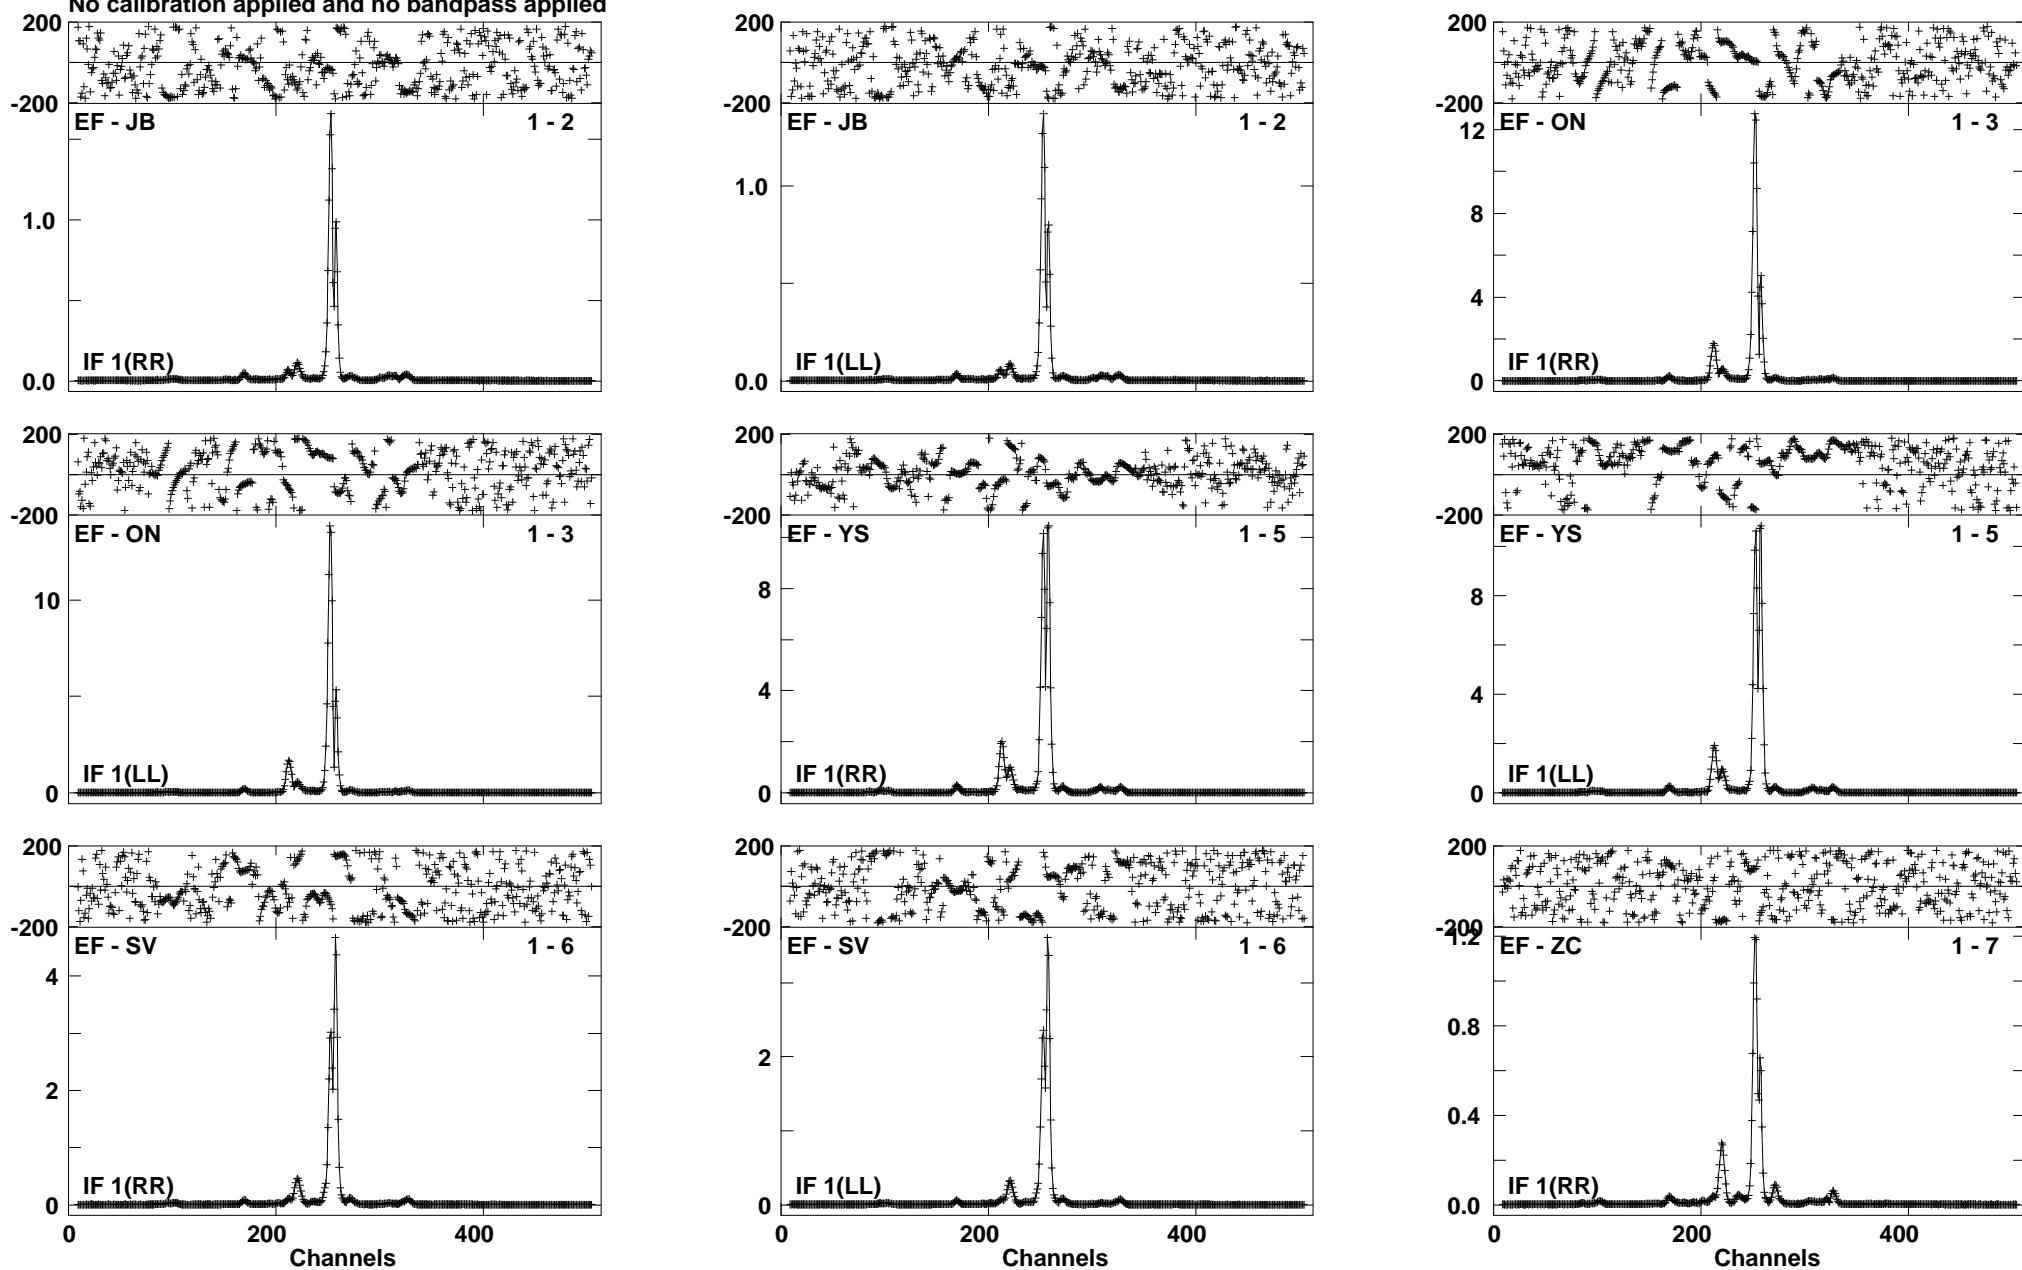 No calibration applied and no bandpass applied
200 200 200
-200 -200 -200
EF - JB 1 - 2 EF - JB 1 - 2 EF - ON 1 - 3
12
1.0 8
1.0 4
IF 1(RR) IF 1(LL) IF 1(RR)
0.0 0.0 0
200 200 200
-200 -200 -200
EF - ON 1 - 3 EF - YS 1 - 5 EF - YS 1 - 5
10 8 8
4 4
IF 1(LL) IF 1(RR) IF 1(LL)
0 0 0
200 200 200
-200 -200 -200
EF - SV 1 - 6 EF - SV 1 - 6 EF - ZC 1 - 7
1.2
4 0.8
2 2 0.4
IF 1(RR) IF 1(LL) IF 1(RR)
0 0 0.0
0 200 400 0 200 400 0 200 400
Channels Channels Channels